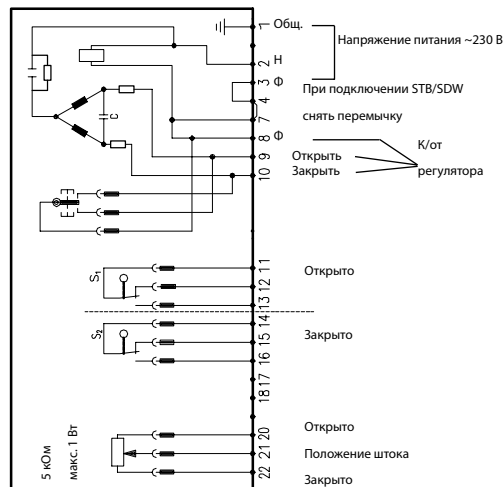 1 Общ.
Напряжение питания ~230 В
2 Н
3 Ф
При подключении STB/SDW
4
снять перемычку
7
8 Ф
К/от
9
Открыть
10
Закрыть
регулятора
C
S₁
11
Открыто
12
13
S₂
14
Закрыто
15
16
17
18
5 кОм
макс. 1 Вт
20
Открыто
21
Положение штока
22
Закрыто